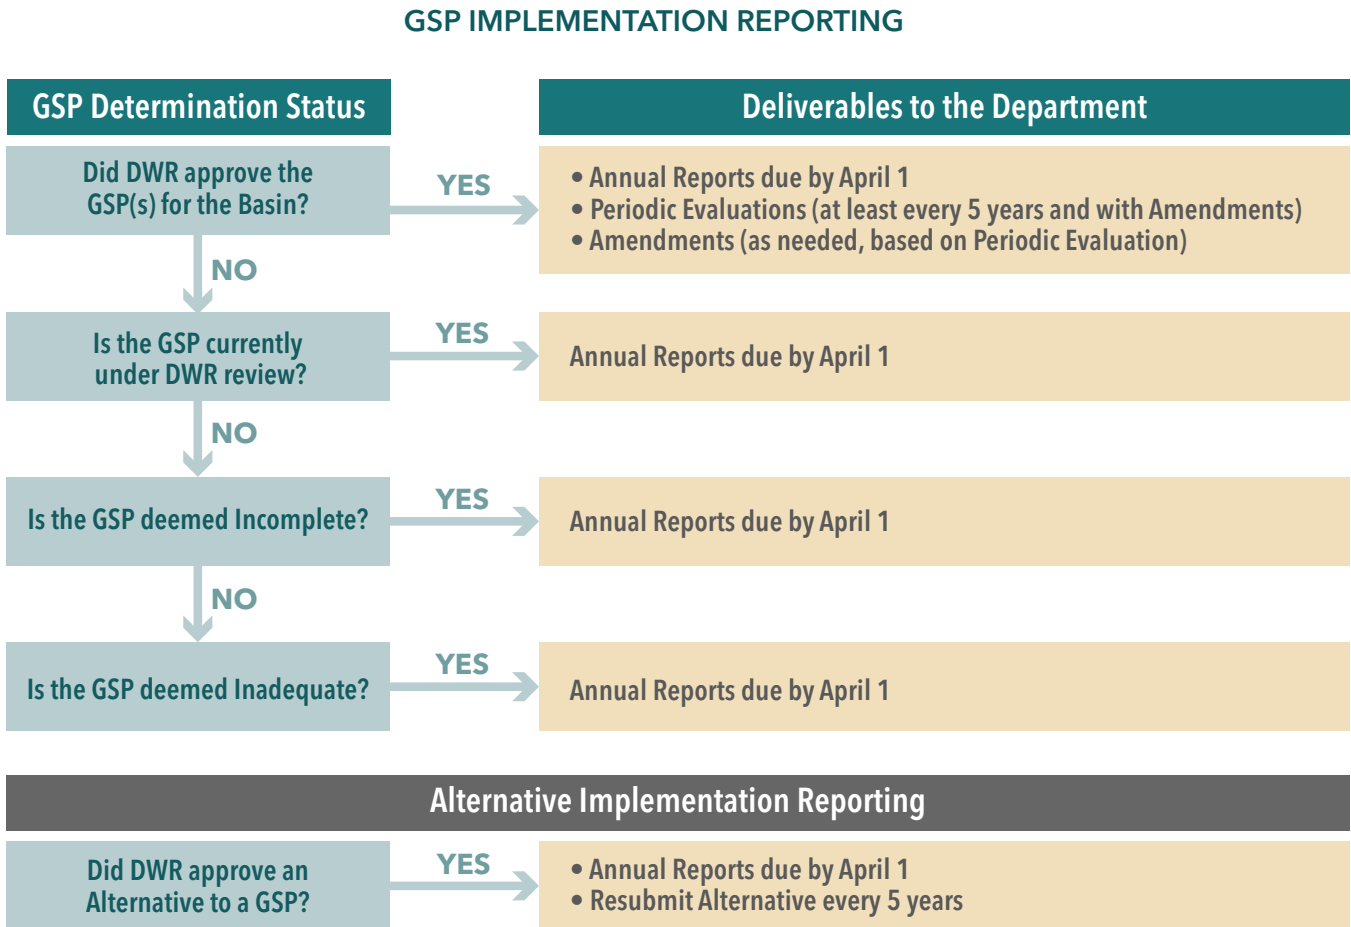 GSP IMPLEMENTATION REPORTING
GSP Determination Status
Deliverables to the Department
Did DWR approve the
GSP(s) for the Basin?
YES
• Annual Reports due by April 1
• Periodic Evaluations (at least every 5 years and with Amendments)
• Amendments (as needed, based on Periodic Evaluation)
NO
Is the GSP currently
under DWR review?
YES
Annual Reports due by April 1
NO
Is the GSP deemed Incomplete?
YES
Annual Reports due by April 1
NO
Is the GSP deemed Inadequate?
YES
Annual Reports due by April 1
Alternative Implementation Reporting
Did DWR approve an
Alternative to a GSP?
YES
• Annual Reports due by April 1
• Resubmit Alternative every 5 years